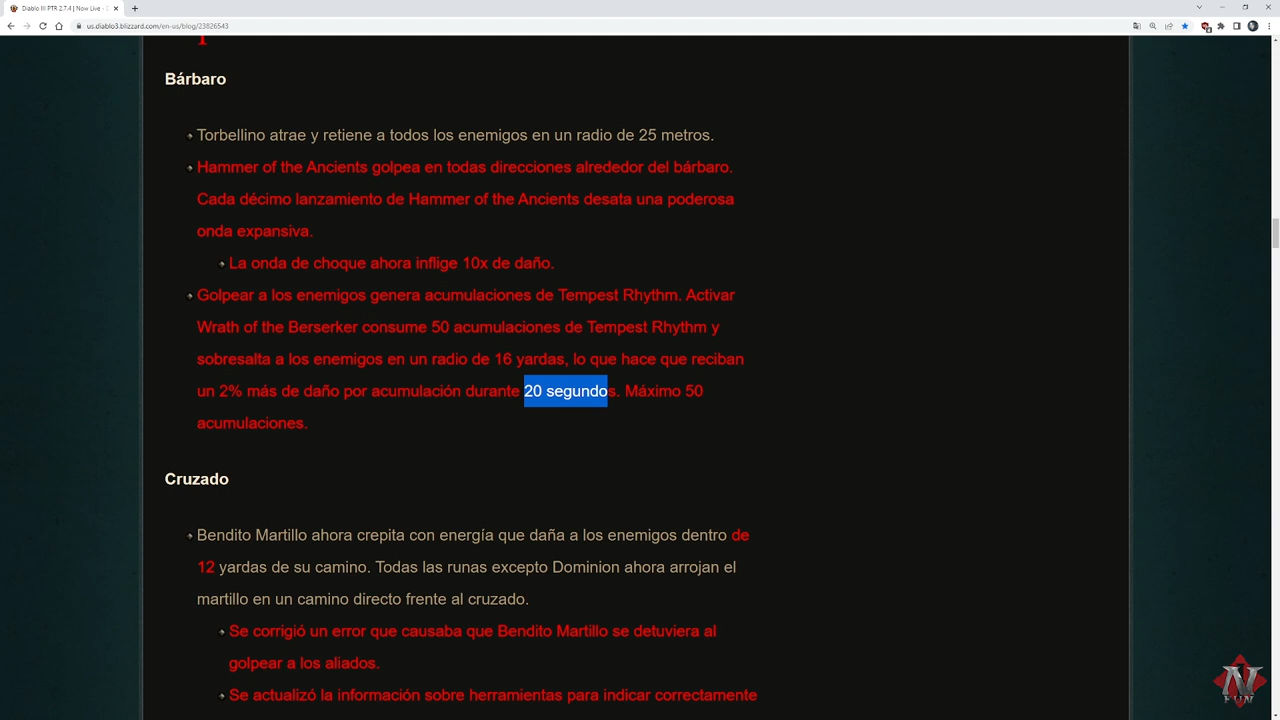 Diablo III PTR 2.7.4 | Now Live -
us.diablo3.blizzard.com/en-us/blog/23826543
Bárbaro
Torbellino atrae y retiene a todos los enemigos en un radio de 25 metros.
Hammer of the Ancients golpea en todas direcciones alrededor del bárbaro.
Cada décimo lanzamiento de Hammer of the Ancients desata una poderosa
onda expansiva.
La onda de choque ahora inflige 10x de daño.
Golpear a los enemigos genera acumulaciones de Tempest Rhythm. Activar
Wrath of the Berserker consume 50 acumulaciones de Tempest Rhythm y
sobresalta a los enemigos en un radio de 16 yardas, lo que hace que reciban
un 2% más de daño por acumulación durante 20 segundos. Máximo 50
acumulaciones.
Cruzado
Bendito Martillo ahora crepita con energía que daña a los enemigos dentro de
12 yardas de su camino. Todas las runas excepto Dominion ahora arrojan el
martillo en un camino directo frente al cruzado.
Se corrigió un error que causaba que Bendito Martillo se detuviera al
golpear a los aliados.
Se actualizó la información sobre herramientas para indicar correctamente
N
FUN